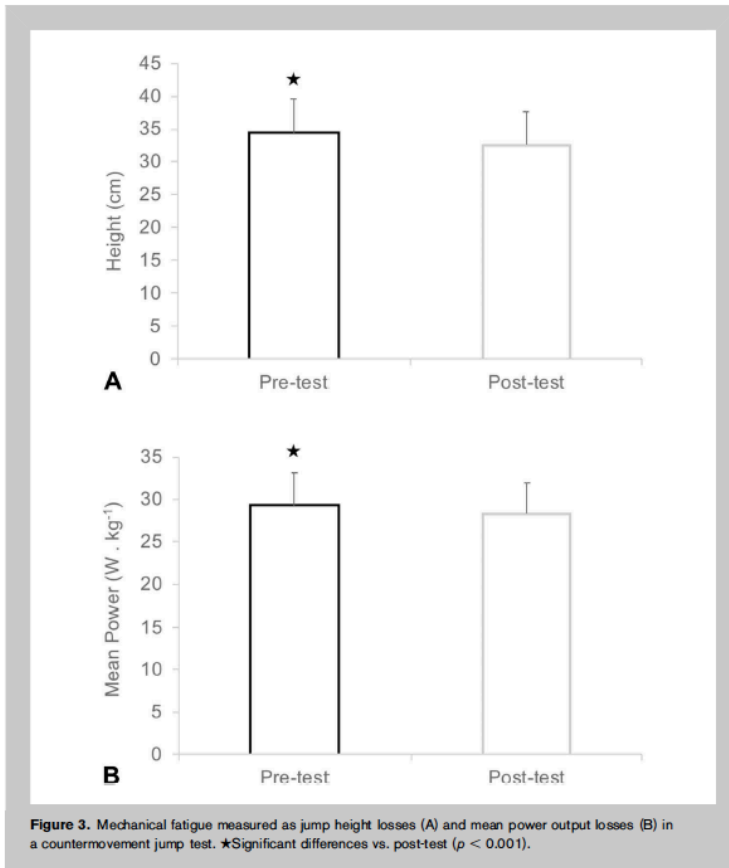 45
40
35
30
25
20
15
10
5
0
Height (cm)
★
A
Pre-test
Post-test
35
30
25
20
15
10
5
0
Mean Power (W . kg⁻¹)
★
B
Pre-test
Post-test
Figure 3. Mechanical fatigue measured as jump height losses (A) and mean power output losses (B) in
a countermovement jump test. ★Significant differences vs. post-test (p < 0.001).